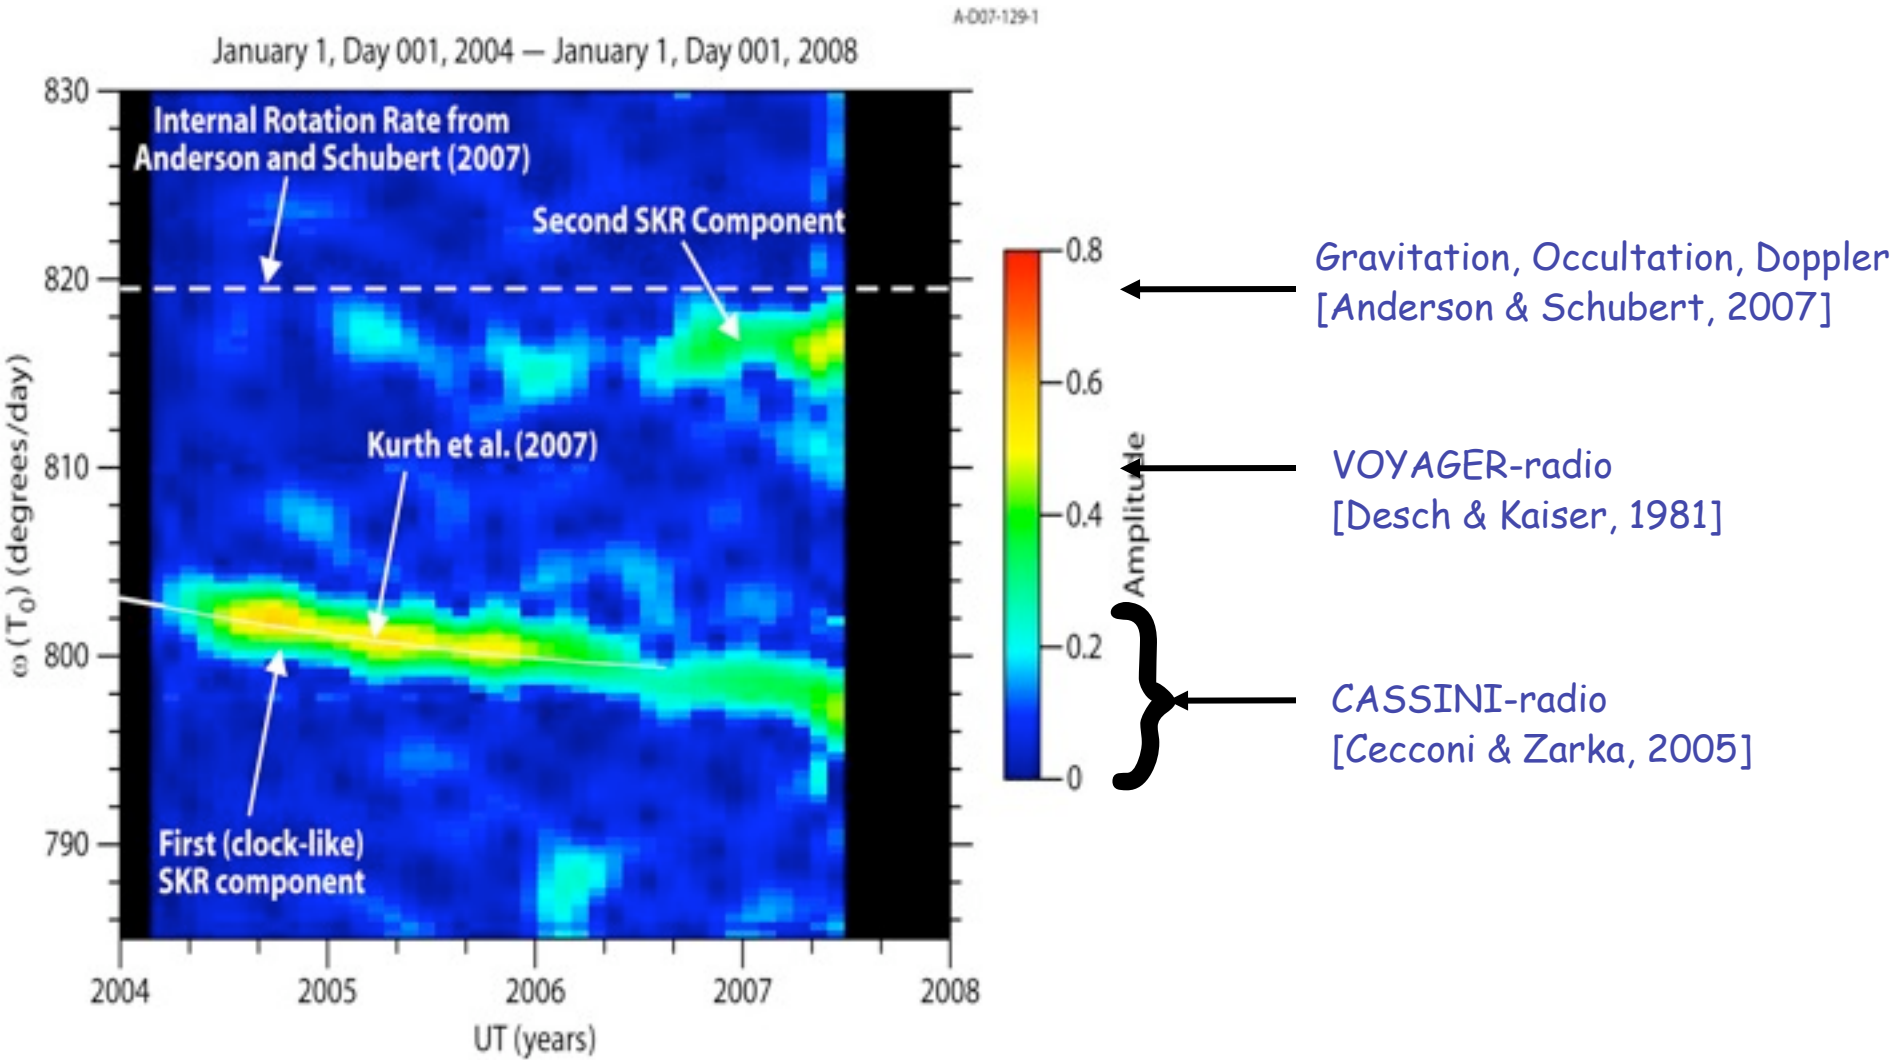 A-D07-129-1
January 1, Day 001, 2004 — January 1, Day 001, 2008
830
820
810
800
790
ω (T0) (degrees/day)
Internal Rotation Rate from
Anderson and Schubert (2007)
Second SKR Component
Kurth et al. (2007)
First (clock-like)
SKR component
2004
2005
2006
2007
2008
UT (years)
0.8
0.6
0.4
0.2
0
Amplitude
Gravitation, Occultation, Doppler
[Anderson & Schubert, 2007]
VOYAGER-radio
[Desch & Kaiser, 1981]
CASSINI-radio
[Cecconi & Zarka, 2005]